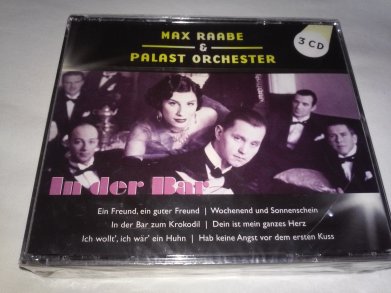 MAX RAABE
&
PALAST ORCHESTER
3 CD
In der Bar
Ein Freund, ein guter Freund | Wochenend und Sonnenschein
In der Bar zum Krokodil | Dein ist mein ganzes Herz
Ich wollt', ich wär' ein Huhn | Hab keine Angst vor dem ersten Kuss